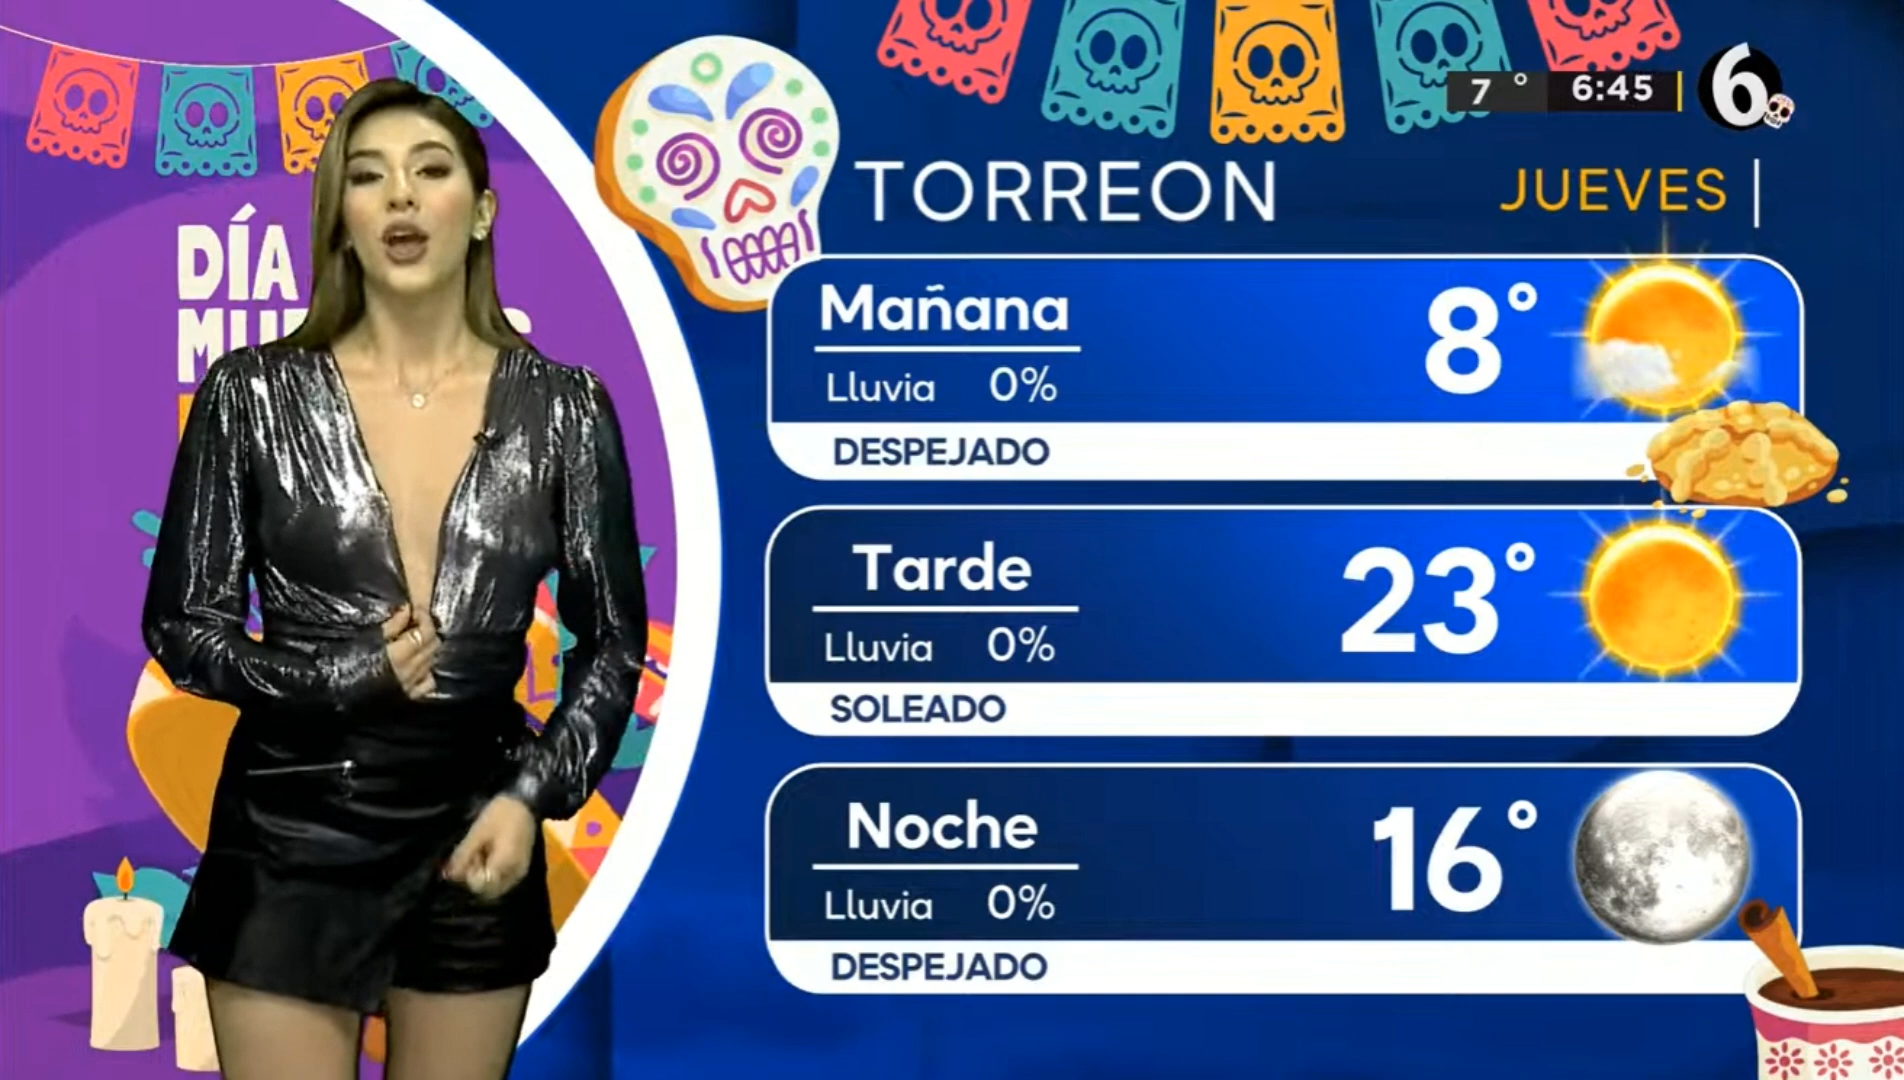 7 ° 6:45
6
TORREON
JUEVES
DÍA
Mañana
8°
Lluvia 0%
DESPEJADO
Tarde
23°
Lluvia 0%
SOLEADO
Noche
16°
Lluvia 0%
DESPEJADO